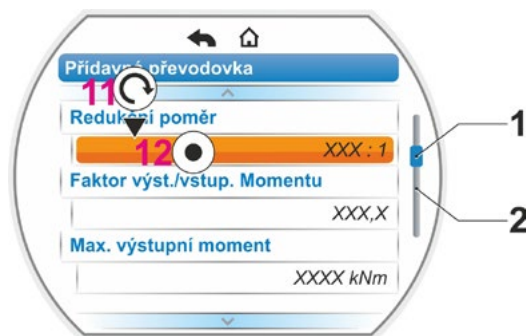 Přídavná převodovka
11
Redukční poměr
12 XXX : 1
Faktor výst./vstup. Momentu
XXX,X
Max. výstupní moment
XXXX kNm
1
2